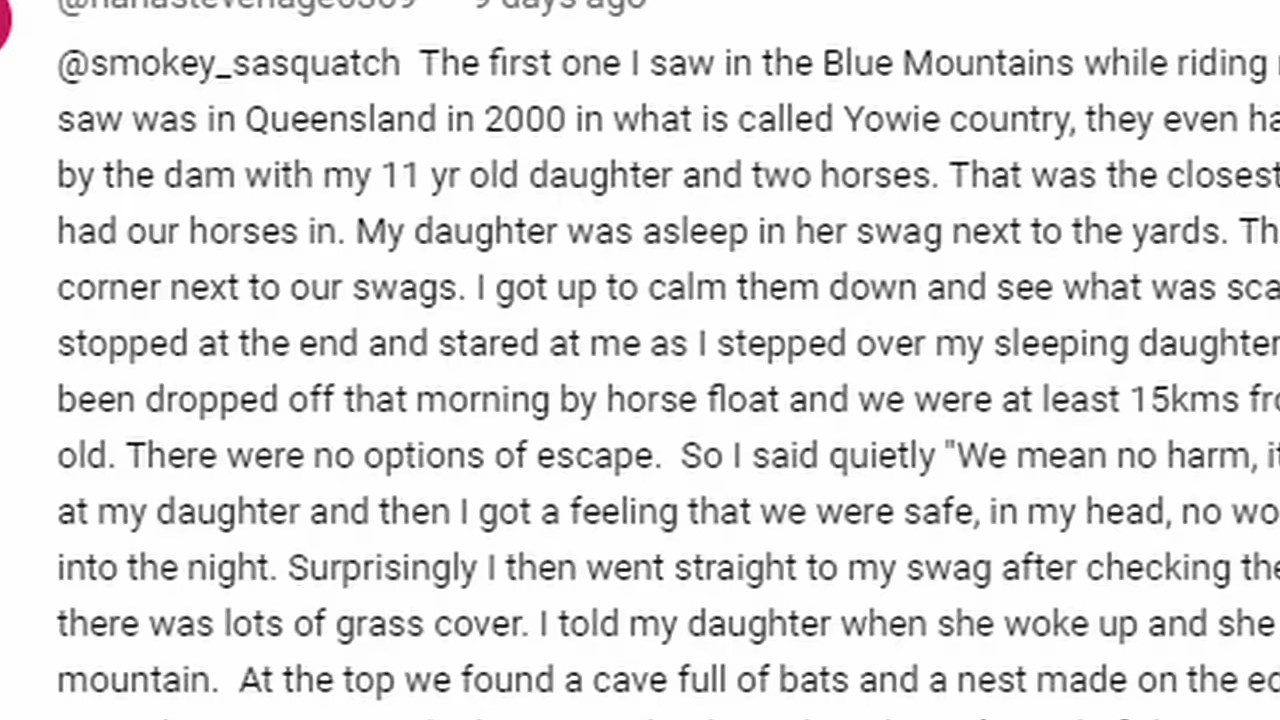 9 days ago
@smokey_sasquatch The first one I saw in the Blue Mountains while riding
saw was in Queensland in 2000 in what is called Yowie country, they even ha
by the dam with my 11 yr old daughter and two horses. That was the closest
had our horses in. My daughter was asleep in her swag next to the yards. Th
corner next to our swags. I got up to calm them down and see what was sca
stopped at the end and stared at me as I stepped over my sleeping daughter
been dropped off that morning by horse float and we were at least 15kms fro
old. There were no options of escape. So I said quietly "We mean no harm, it
at my daughter and then I got a feeling that we were safe, in my head, no wo
into the night. Surprisingly I then went straight to my swag after checking the
there was lots of grass cover. I told my daughter when she woke up and she
mountain. At the top we found a cave full of bats and a nest made on the ed